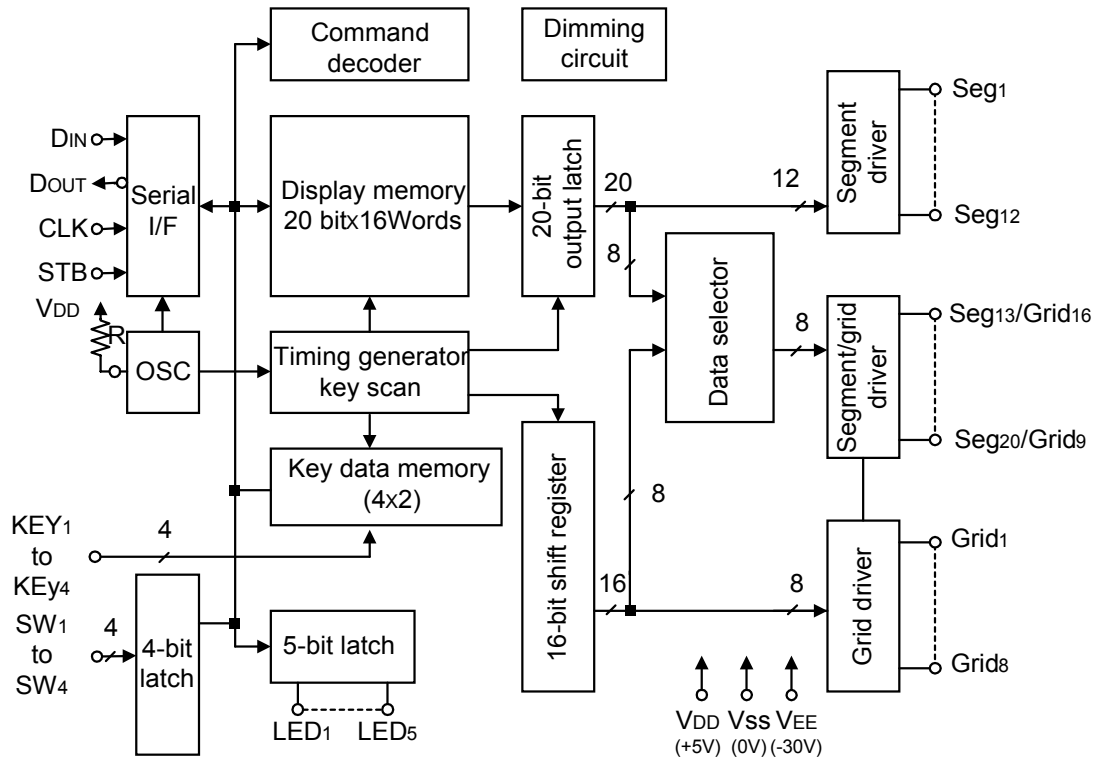 Command
decoder
Dimming
circuit
DIN
DOUT
CLK
STB
Serial
I/F
Display memory
20 bitx16Words
20-bit
output latch
20
12
8
Segment
driver
Seg1
Seg12
VDD
R
OSC
Timing generator
key scan
Data selector
8
Segment/grid
driver
Seg13/Grid16
Seg20/Grid9
Key data memory
(4x2)
8
KEY1
to
KEy4
4
16-bit shift register
16
8
Grid driver
Grid1
Grid8
SW1
to
SW4
4
4-bit
latch
5-bit latch
LED1
LED5
VDD
(+5V)
Vss
(0V)
VEE
(-30V)